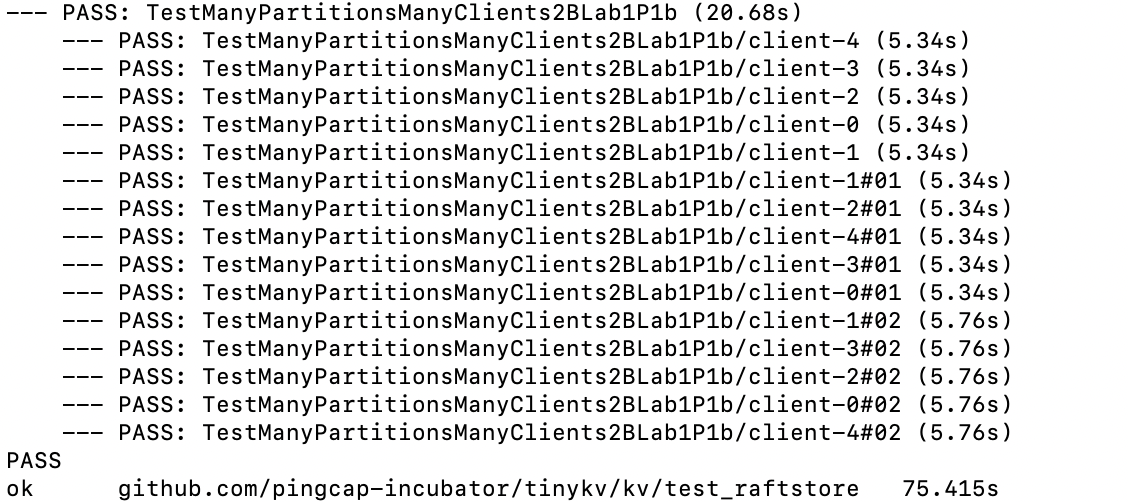 --- PASS: TestManyPartitionsManyClients2BLab1P1b (20.68s)
--- PASS: TestManyPartitionsManyClients2BLab1P1b/client-4 (5.34s)
--- PASS: TestManyPartitionsManyClients2BLab1P1b/client-3 (5.34s)
--- PASS: TestManyPartitionsManyClients2BLab1P1b/client-2 (5.34s)
--- PASS: TestManyPartitionsManyClients2BLab1P1b/client-0 (5.34s)
--- PASS: TestManyPartitionsManyClients2BLab1P1b/client-1 (5.34s)
--- PASS: TestManyPartitionsManyClients2BLab1P1b/client-1#01 (5.34s)
--- PASS: TestManyPartitionsManyClients2BLab1P1b/client-2#01 (5.34s)
--- PASS: TestManyPartitionsManyClients2BLab1P1b/client-4#01 (5.34s)
--- PASS: TestManyPartitionsManyClients2BLab1P1b/client-3#01 (5.34s)
--- PASS: TestManyPartitionsManyClients2BLab1P1b/client-0#01 (5.34s)
--- PASS: TestManyPartitionsManyClients2BLab1P1b/client-1#02 (5.76s)
--- PASS: TestManyPartitionsManyClients2BLab1P1b/client-3#02 (5.76s)
--- PASS: TestManyPartitionsManyClients2BLab1P1b/client-2#02 (5.76s)
--- PASS: TestManyPartitionsManyClients2BLab1P1b/client-0#02 (5.76s)
--- PASS: TestManyPartitionsManyClients2BLab1P1b/client-4#02 (5.76s)
PASS
ok github.com/pingcap-incubator/tinykv/kv/test_raftstore 75.415s